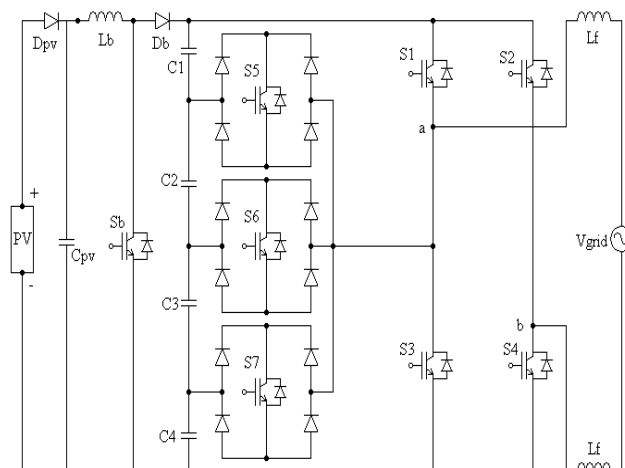 Dpv
Lb
Db
C1
S5
S1
S2
Lf
a
C2
+
PV
-
Cpv
Sb
S6
Vgrid
C3
b
S7
S3
S4
C4
Lf